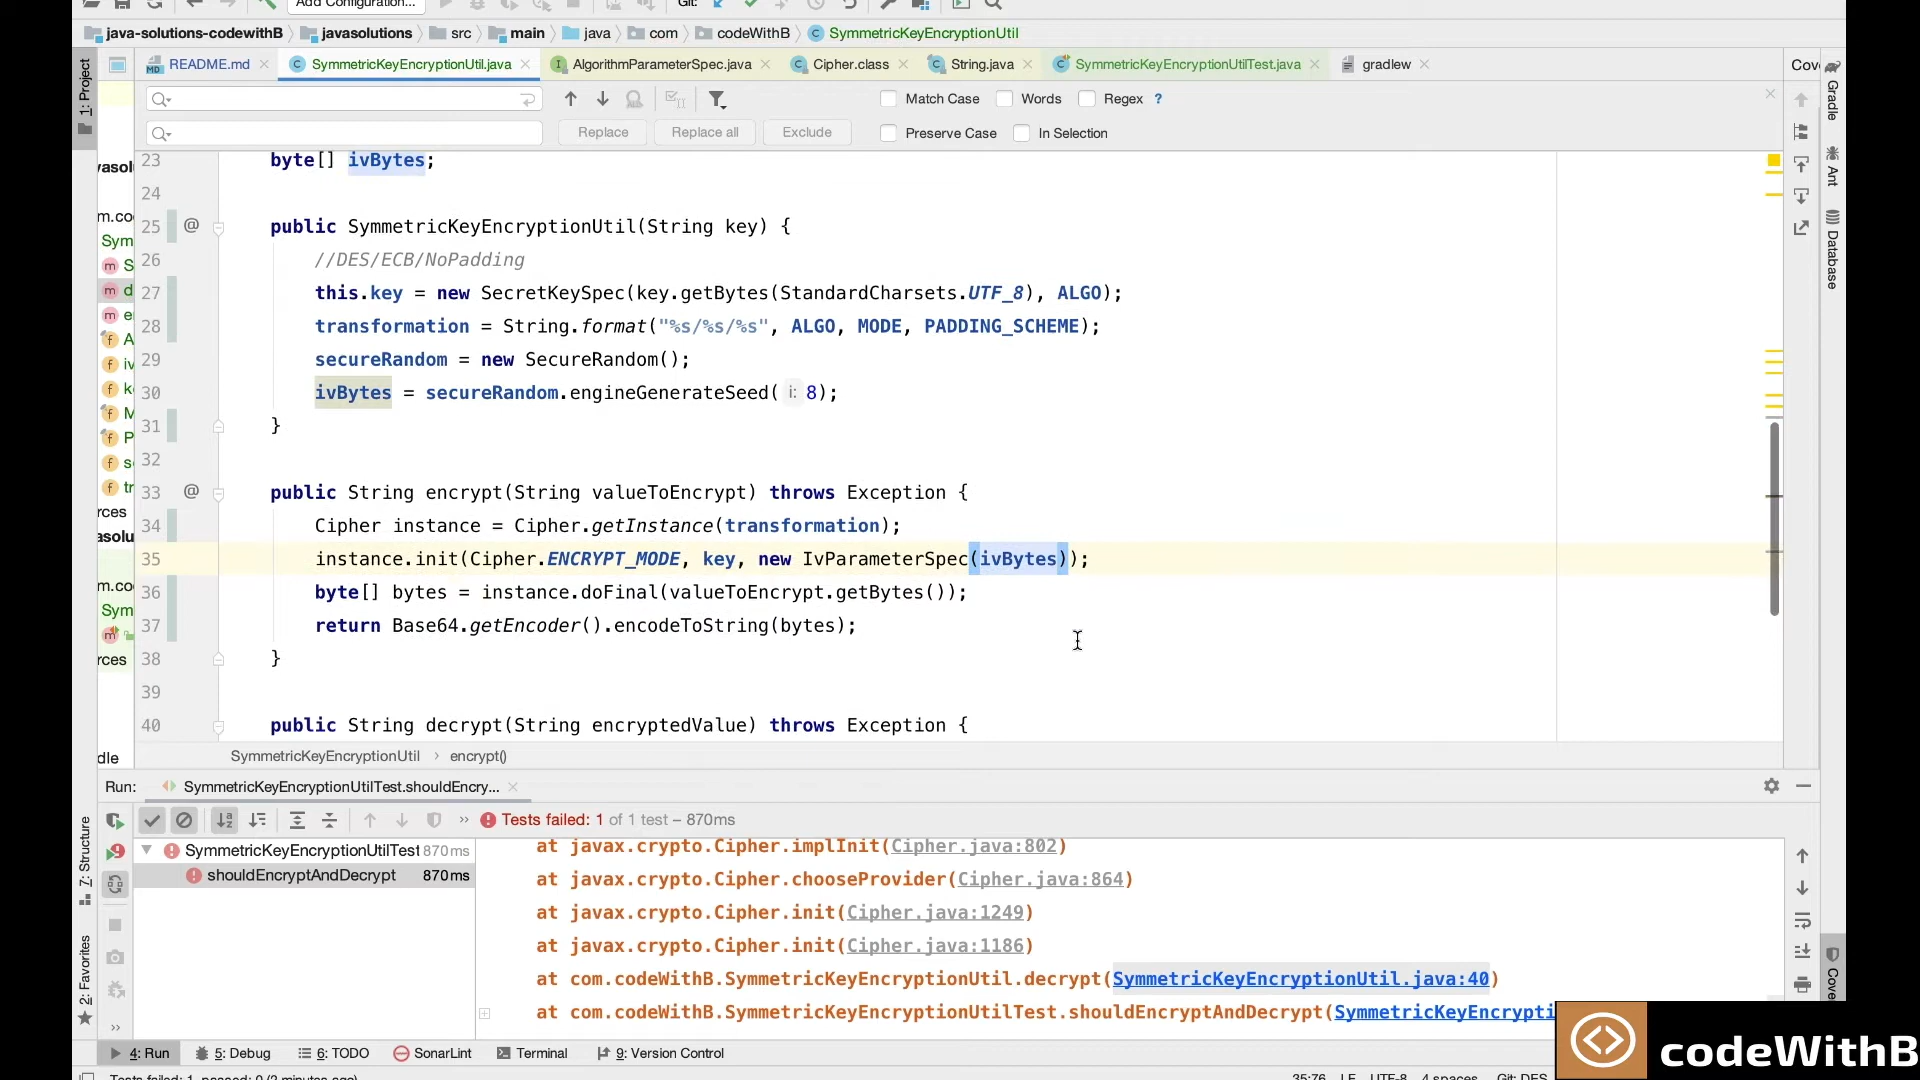 Add Configuration...
Git:
java-solutions-codewithB
javasolutions
src
main
java
com
codeWithB
SymmetricKeyEncryptionUtil
README.md
SymmetricKeyEncryptionUtil.java
AlgorithmParameterSpec.java
Cipher.class
String.java
SymmetricKeyEncryptionUtilTest.java
gradlew
Match Case
Words
Regex
?
Replace
Replace all
Exclude
Preserve Case
In Selection
23 byte[] ivBytes;
24
25 @ public SymmetricKeyEncryptionUtil(String key) {
26 //DES/ECB/NoPadding
27 this.key = new SecretKeySpec(key.getBytes(StandardCharsets.UTF_8), ALGO);
28 transformation = String.format("%s/%s/%s", ALGO, MODE, PADDING_SCHEME);
29 secureRandom = new SecureRandom();
30 ivBytes = secureRandom.engineGenerateSeed( i: 8);
31 }
32
33 @ public String encrypt(String valueToEncrypt) throws Exception {
34 Cipher instance = Cipher.getInstance(transformation);
35 instance.init(Cipher.ENCRYPT_MODE, key, new IvParameterSpec(ivBytes));
36 byte[] bytes = instance.doFinal(valueToEncrypt.getBytes());
37 return Base64.getEncoder().encodeToString(bytes);
38 }
39
40 public String decrypt(String encryptedValue) throws Exception {
SymmetricKeyEncryptionUtil › encrypt()
1: Project
7: Structure
2: Favorites
Gradle
Ant
Database
Run:
SymmetricKeyEncryptionUtilTest.shouldEncry...
Tests failed: 1 of 1 test – 870ms
SymmetricKeyEncryptionUtilTest 870 ms
shouldEncryptAndDecrypt 870 ms
at javax.crypto.Cipher.implInit(Cipher.java:802)
at javax.crypto.Cipher.chooseProvider(Cipher.java:864)
at javax.crypto.Cipher.init(Cipher.java:1249)
at javax.crypto.Cipher.init(Cipher.java:1186)
at com.codeWithB.SymmetricKeyEncryptionUtil.decrypt(SymmetricKeyEncryptionUtil.java:40)
at com.codeWithB.SymmetricKeyEncryptionUtilTest.shouldEncryptAndDecrypt(SymmetricKeyEncrypti
4: Run
5: Debug
6: TODO
SonarLint
Terminal
9: Version Control
codeWithB